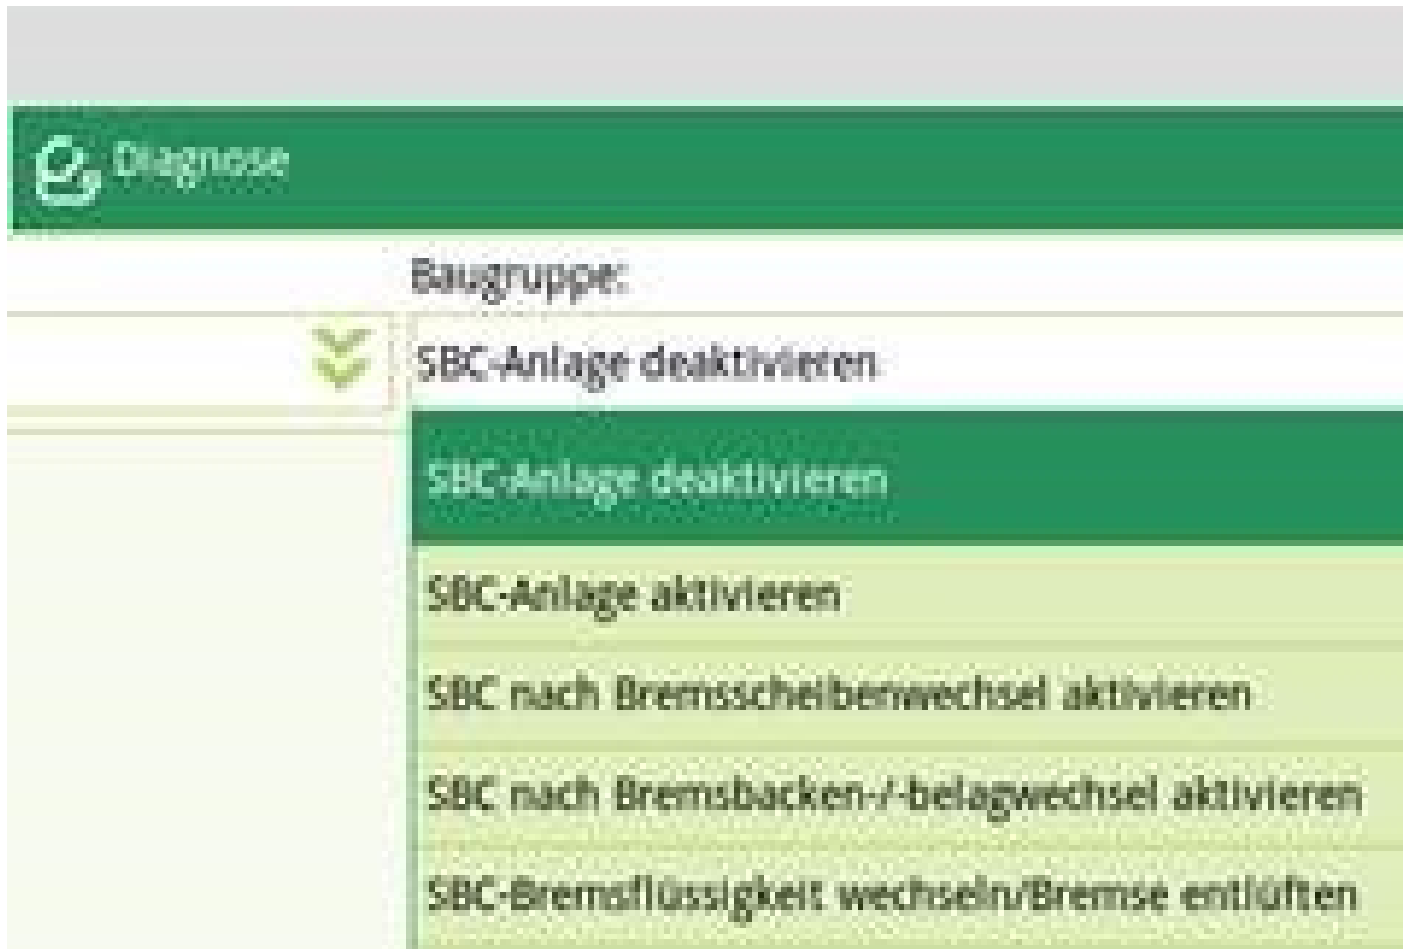 Diagnose
Baugruppe:
SBC-Anlage deaktivieren
SBC-Anlage deaktivieren
SBC-Anlage aktivieren
SBC nach Bremsscheibenwechsel aktivieren
SBC nach Bremsbacken-/-belagwechsel aktivieren
SBC-Bremsflüssigkeit wechseln/Bremse entlüften